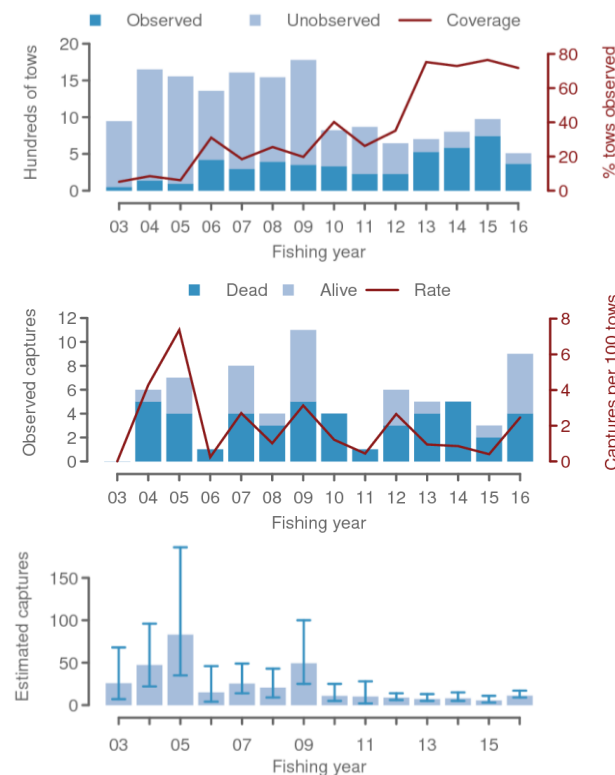 Observed Unobserved Coverage
20
15
10
5
0
Hundreds of tows
80
60
40
20
0
% tows observed
03 04 05 06 07 08 09 10 11 12 13 14 15 16
Fishing year
Dead Alive Rate
12
10
8
6
4
2
0
Observed captures
8
6
4
2
0
Captures per 100 tows
03 04 05 06 07 08 09 10 11 12 13 14 15 16
Fishing year
150
100
50
0
Estimated captures
03 05 07 09 11 13 15
Fishing year